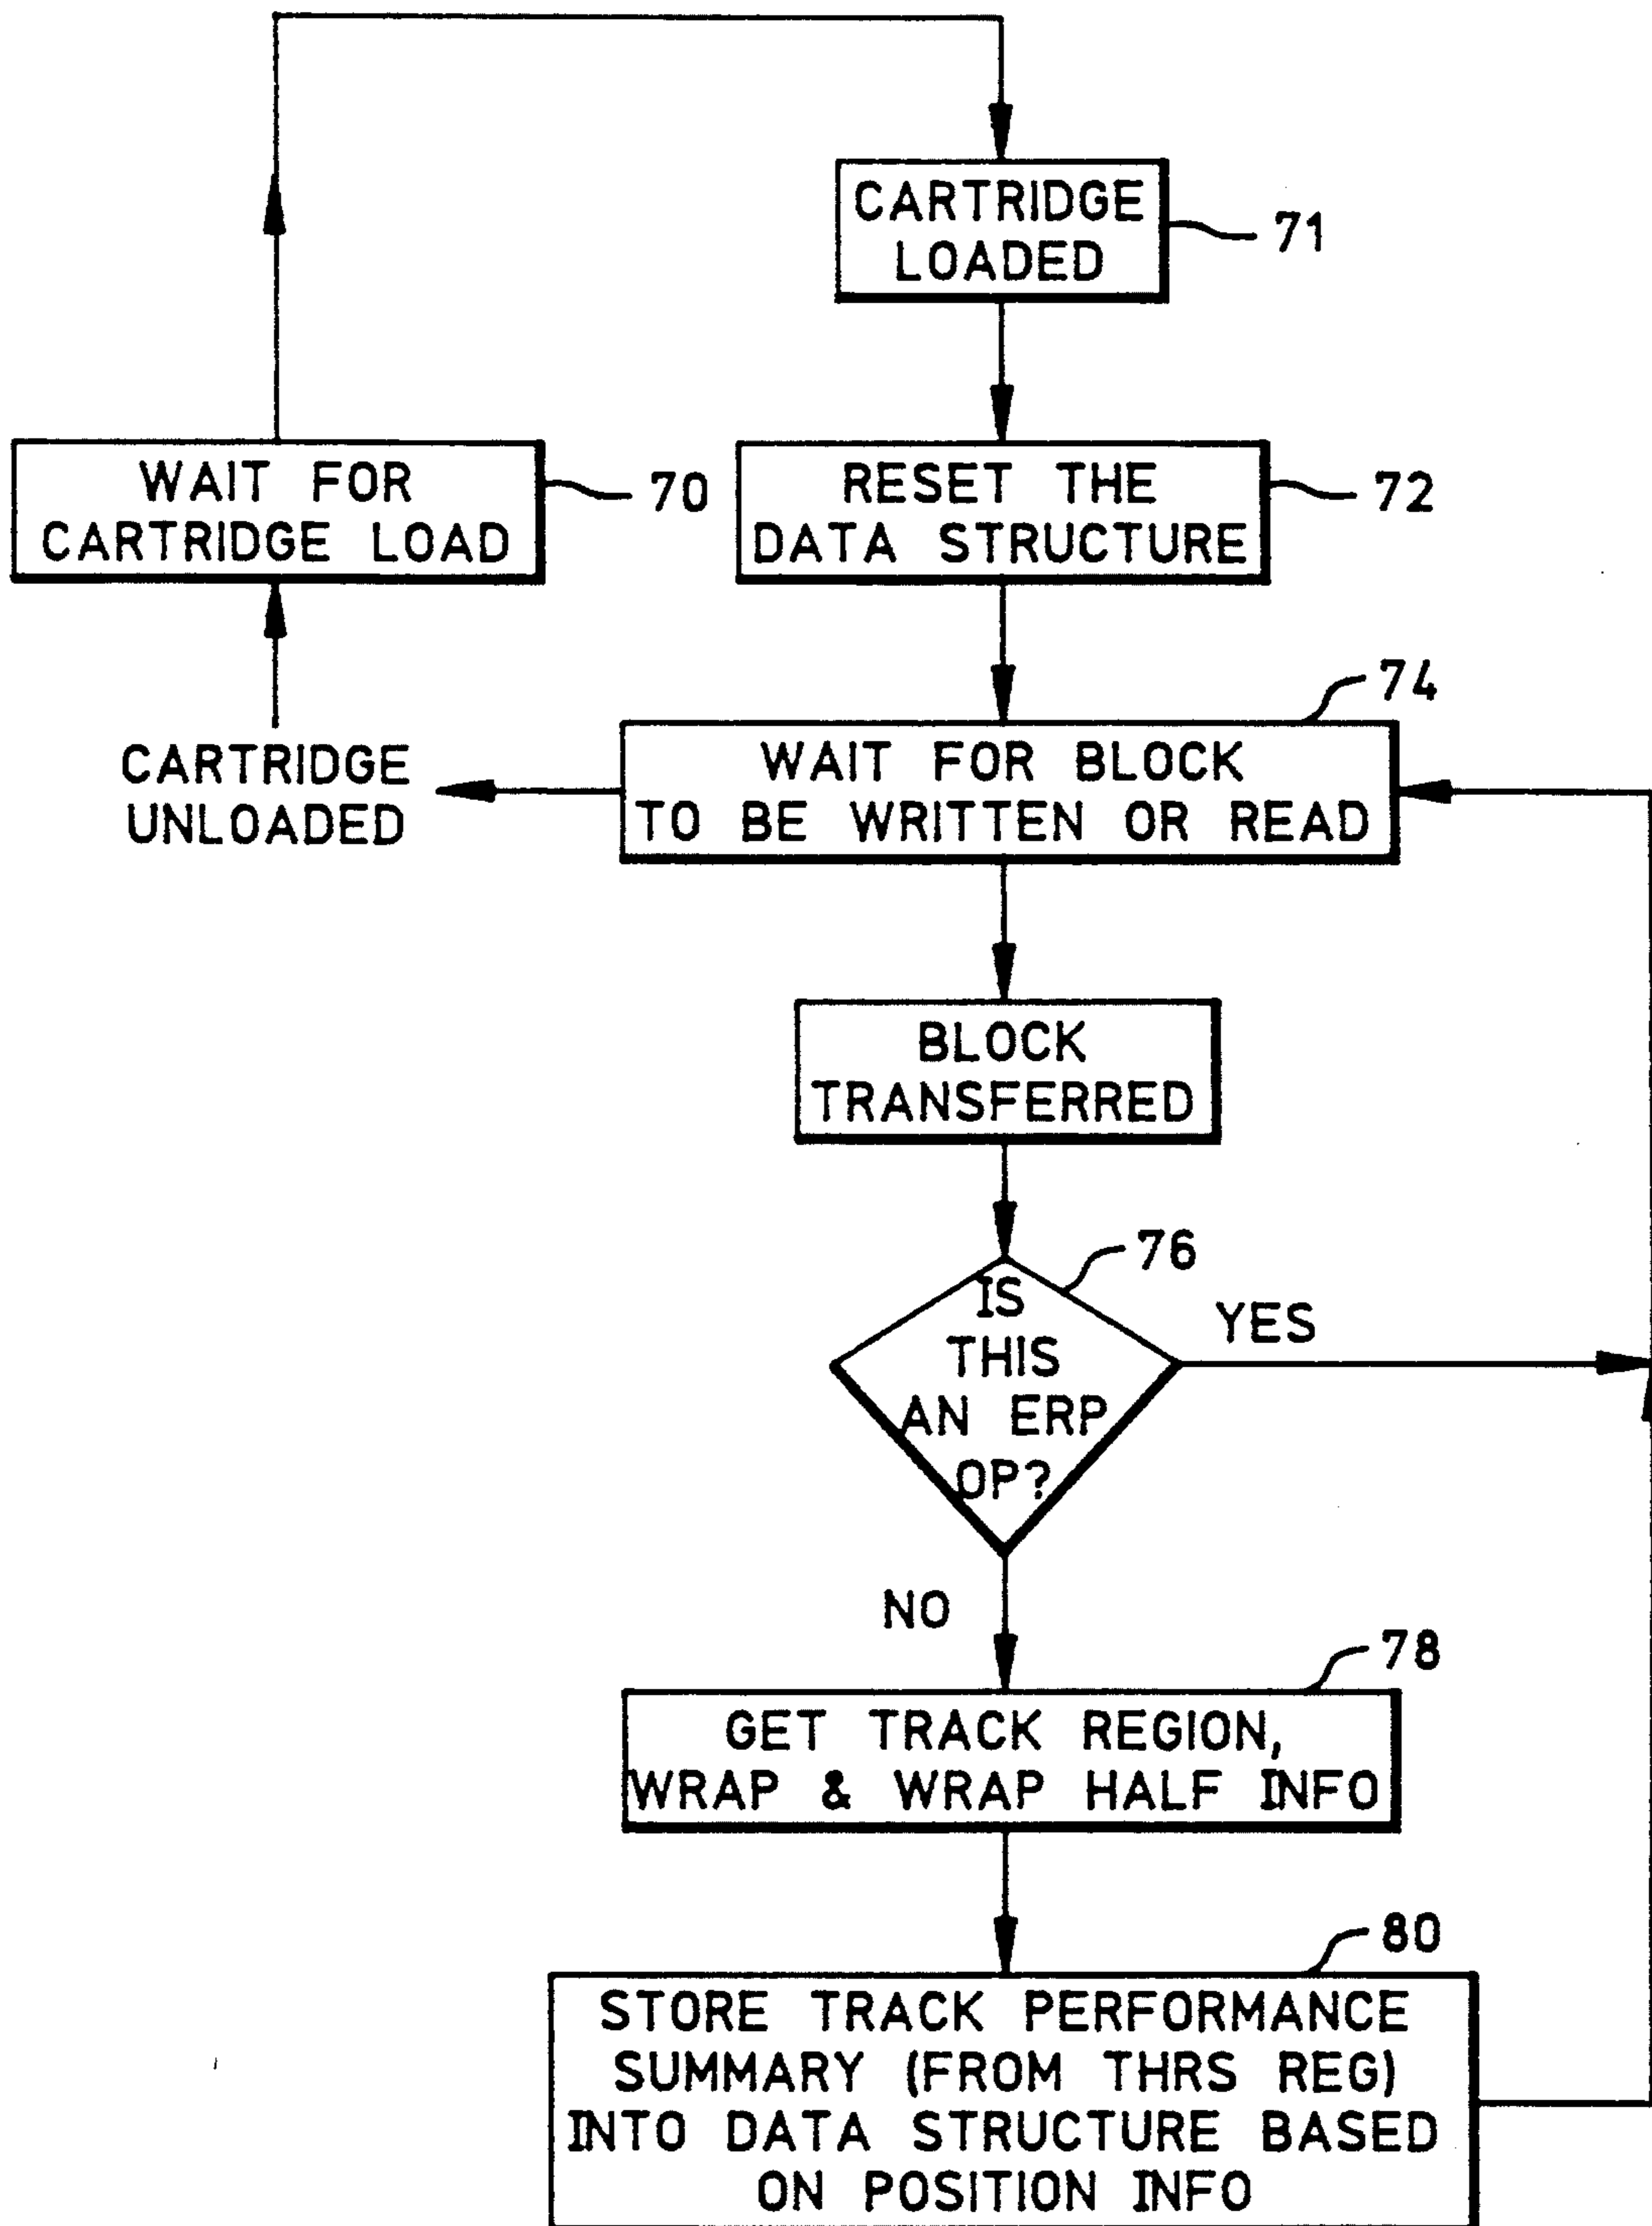 CARTRIDGE
LOADED
71
WAIT FOR
CARTRIDGE LOAD
70
RESET THE
DATA STRUCTURE
72
74
CARTRIDGE
UNLOADED
WAIT FOR BLOCK
TO BE WRITTEN OR READ
BLOCK
TRANSFERRED
76
IS
THIS
AN ERP
OP?
YES
NO
78
GET TRACK REGION,
WRAP & WRAP HALF INFO
80
STORE TRACK PERFORMANCE
SUMMARY (FROM THRS REG)
INTO DATA STRUCTURE BASED
ON POSITION INFO